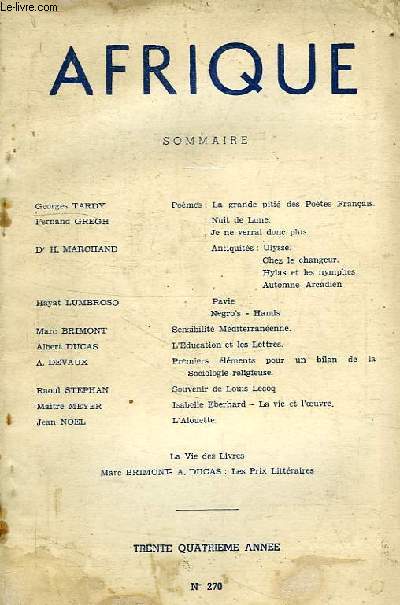 Le-livre.com
AFRIQUE
SOMMAIRE
Georges TARDY Poèmes : La grande pitié des Poètes Français.
Fernand GREGH Nuit de Lune.
Je ne verrai donc plus
Dr H. MARCHAND Antiquités : Ulysse.
Chez le changeur.
Hylas et les nymphes
Automne Arcadien
Hayat LUMBROSO Pavie
Negro's - Hands
Marc BRIMONT Sensibilité Méditerranéenne.
Albert DUCAS L'Education et les Lettres.
A. DEVAUX Premiers éléments pour un bilan de la
Sociologie religieuse.
Raoul STEPHAN Souvenir de Louis Lecoq
Maître MEYER Isabelle Eberhard - La vie et l'œuvre.
Jean NOEL L'Alouette.
La Vie des Livres
Marc BRIMONT- A. DUCAS : Les Prix Littéraires
TRENTE QUATRIEME ANNEE
N° 270